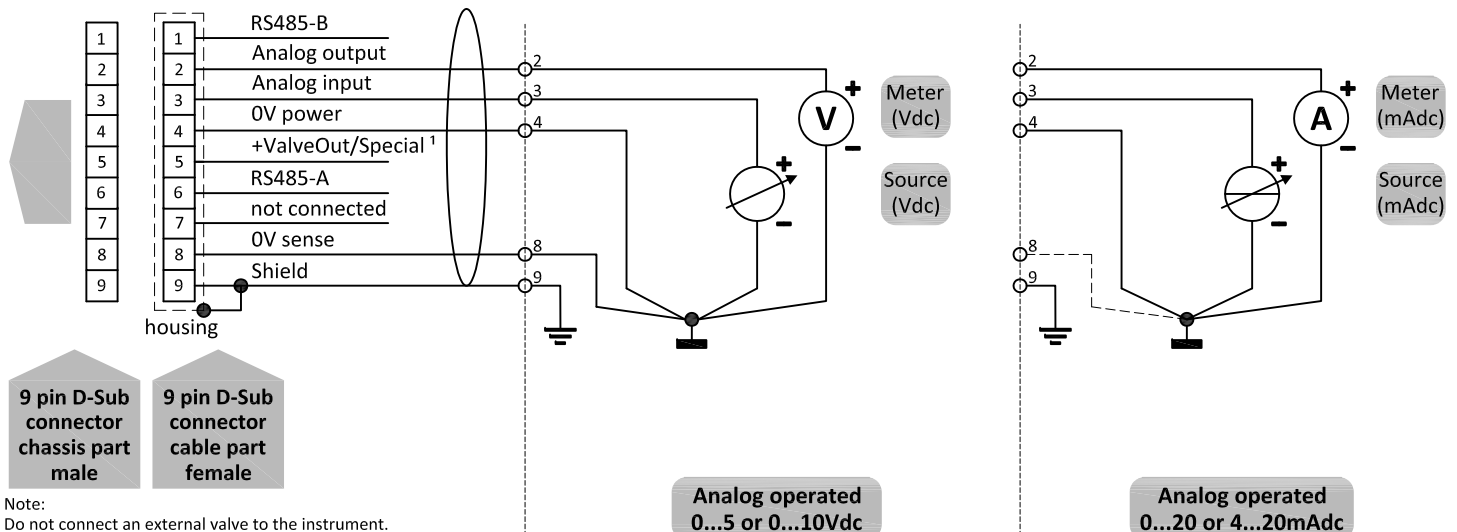 1
2
3
4
5
6
7
8
9
1
2
3
4
5
6
7
8
9
RS485-B
Analog output
Analog input
0V power
+ValveOut/Special ¹
RS485-A
not connected
0V sense
Shield
housing
2
3
4
8
9
V
+
−
+
−
Meter
(Vdc)
Source
(Vdc)
2
3
4
8
9
A
+
−
+
−
Meter
(mAdc)
Source
(mAdc)
9 pin D-Sub
connector
chassis part
male
9 pin D-Sub
connector
cable part
female
Note:
Do not connect an external valve to the instrument.
Analog operated
0...5 or 0...10Vdc
Analog operated
0...20 or 4...20mAdc